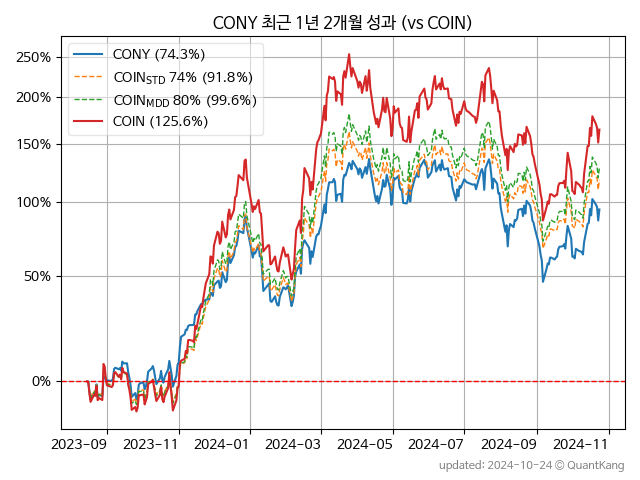 CONY 최근 1년 2개월 성과 (vs COIN)
CONY (74.3%)
COINSTD 74% (91.8%)
COINMDD 80% (99.6%)
COIN (125.6%)
250%
200%
150%
100%
50%
0%
2023-09 2023-11 2024-01 2024-03 2024-05 2024-07 2024-09 2024-11
updated: 2024-10-24 © QuantKang